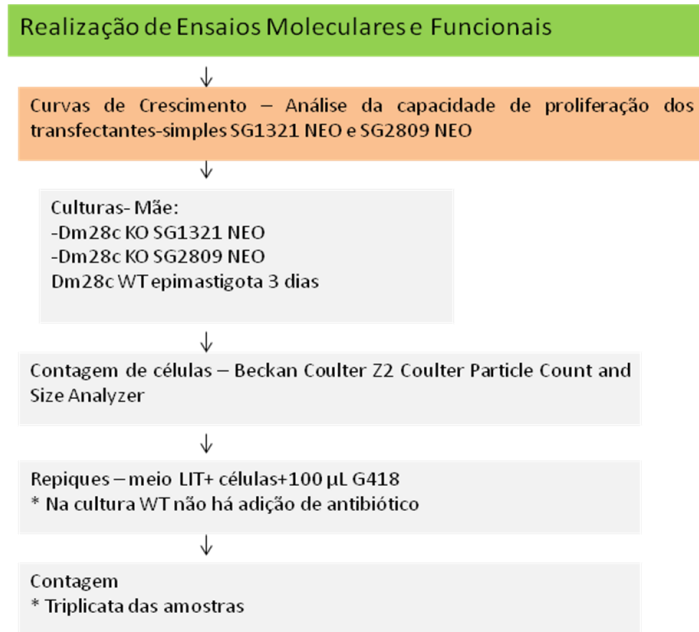 Realização de Ensaios Moleculares e Funcionais
Curvas de Crescimento – Análise da capacidade de proliferação dos
transfectantes-simples SG1321 NEO e SG2809 NEO
Culturas- Mãe:
-Dm28c KO SG1321 NEO
-Dm28c KO SG2809 NEO
Dm28c WT epimastigota 3 dias
Contagem de células – Beckan Coulter Z2 Coulter Particle Count and
Size Analyzer
Repiques – meio LIT+ células+100 µL G418
* Na cultura WT não há adição de antibiótico
Contagem
* Triplicata das amostras